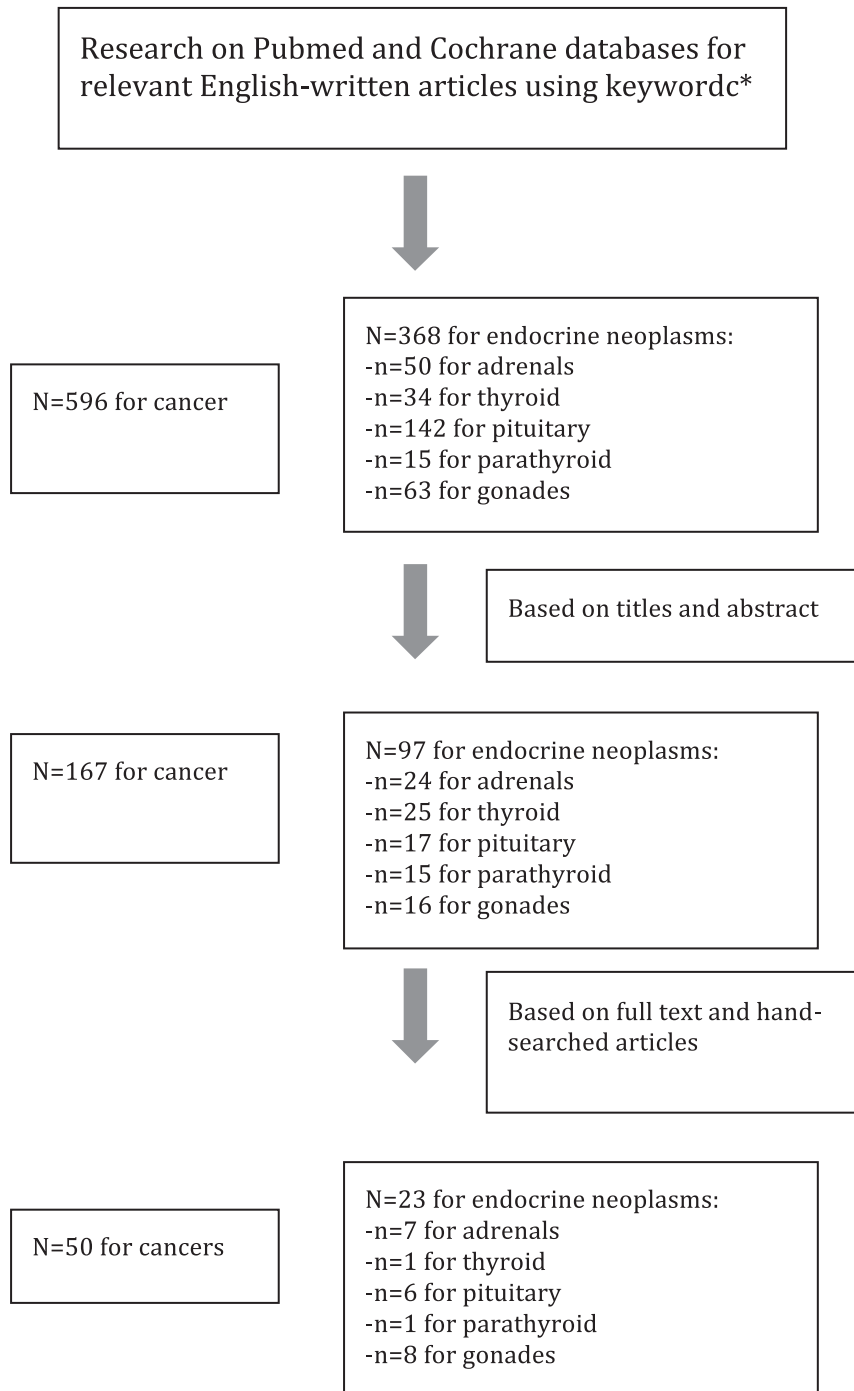 Research on Pubmed and Cochrane databases for
relevant English-written articles using keywordc*
N=596 for cancer
N=368 for endocrine neoplasms:
-n=50 for adrenals
-n=34 for thyroid
-n=142 for pituitary
-n=15 for parathyroid
-n=63 for gonades
Based on titles and abstract
N=167 for cancer
N=97 for endocrine neoplasms:
-n=24 for adrenals
-n=25 for thyroid
-n=17 for pituitary
-n=15 for parathyroid
-n=16 for gonades
Based on full text and hand-
searched articles
N=50 for cancers
N=23 for endocrine neoplasms:
-n=7 for adrenals
-n=1 for thyroid
-n=6 for pituitary
-n=1 for parathyroid
-n=8 for gonades